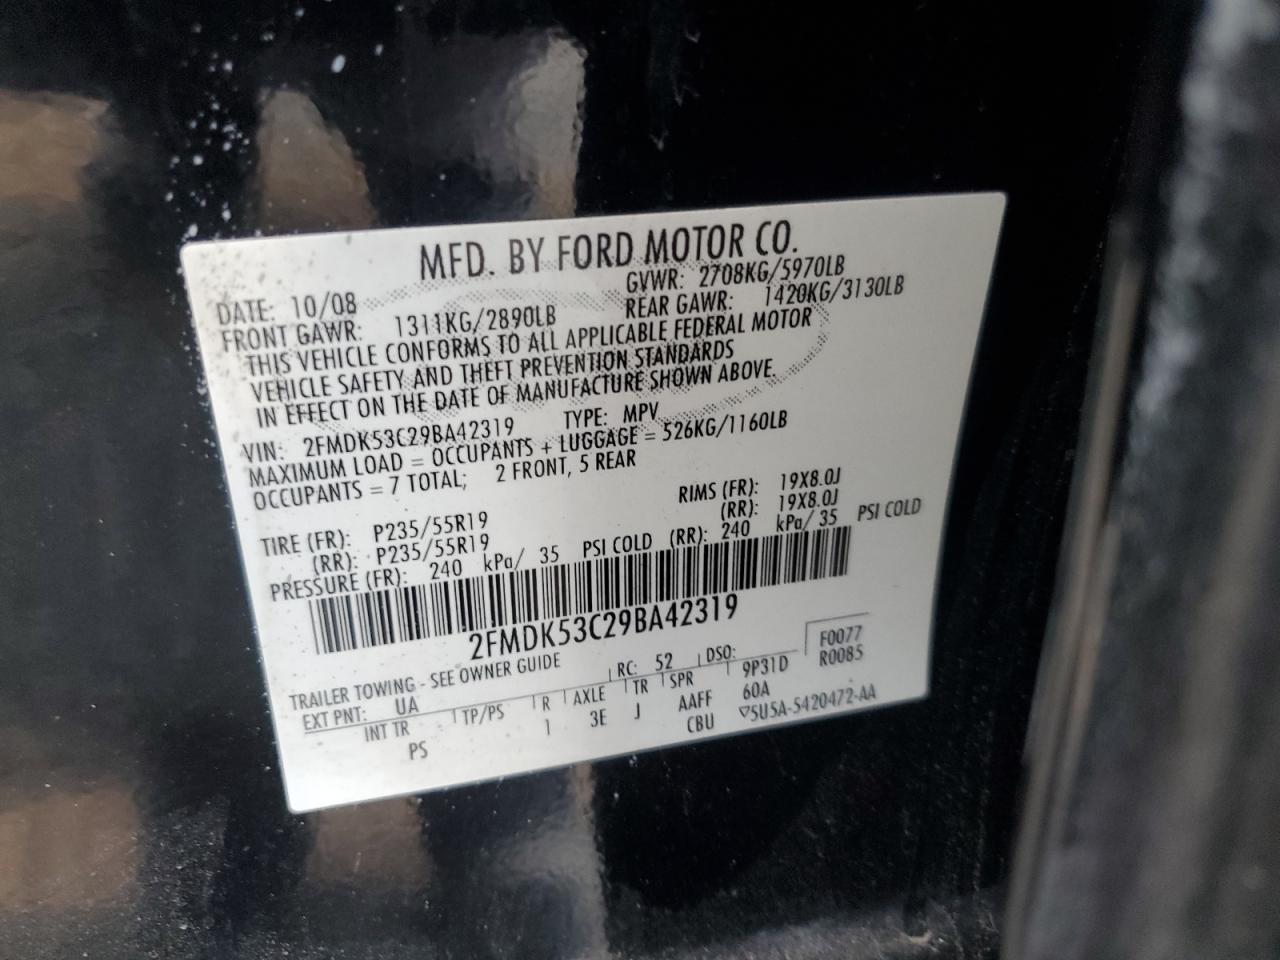 MFD. BY FORD MOTOR CO.
DATE: 10/08 GVWR: 2708KG/5970LB
FRONT GAWR: 1311KG/2890LB REAR GAWR: 1420KG/3130LB
THIS VEHICLE CONFORMS TO ALL APPLICABLE FEDERAL MOTOR
VEHICLE SAFETY AND THEFT PREVENTION STANDARDS
IN EFFECT ON THE DATE OF MANUFACTURE SHOWN ABOVE.
VIN: 2FMDK53C29BA42319 TYPE: MPV
MAXIMUM LOAD = OCCUPANTS + LUGGAGE = 526KG/1160LB
OCCUPANTS = 7 TOTAL; 2 FRONT, 5 REAR
TIRE (FR): P235/55R19 RIMS (FR): 19X8.0J
(RR): P235/55R19 (RR): 19X8.0J
PRESSURE (FR): 240 kPa/ 35 PSI COLD (RR): 240 kPa/ 35 PSI COLD
2FMDK53C29BA42319
TRAILER TOWING - SEE OWNER GUIDE F0077
EXT PNT: UA RC: 52 DSO: R0085
INT TR TP/PS R AXLE TR SPR 9P31D
PS 1 3E J AAFF 60A
CBU ▽5U5A-5420472-AA